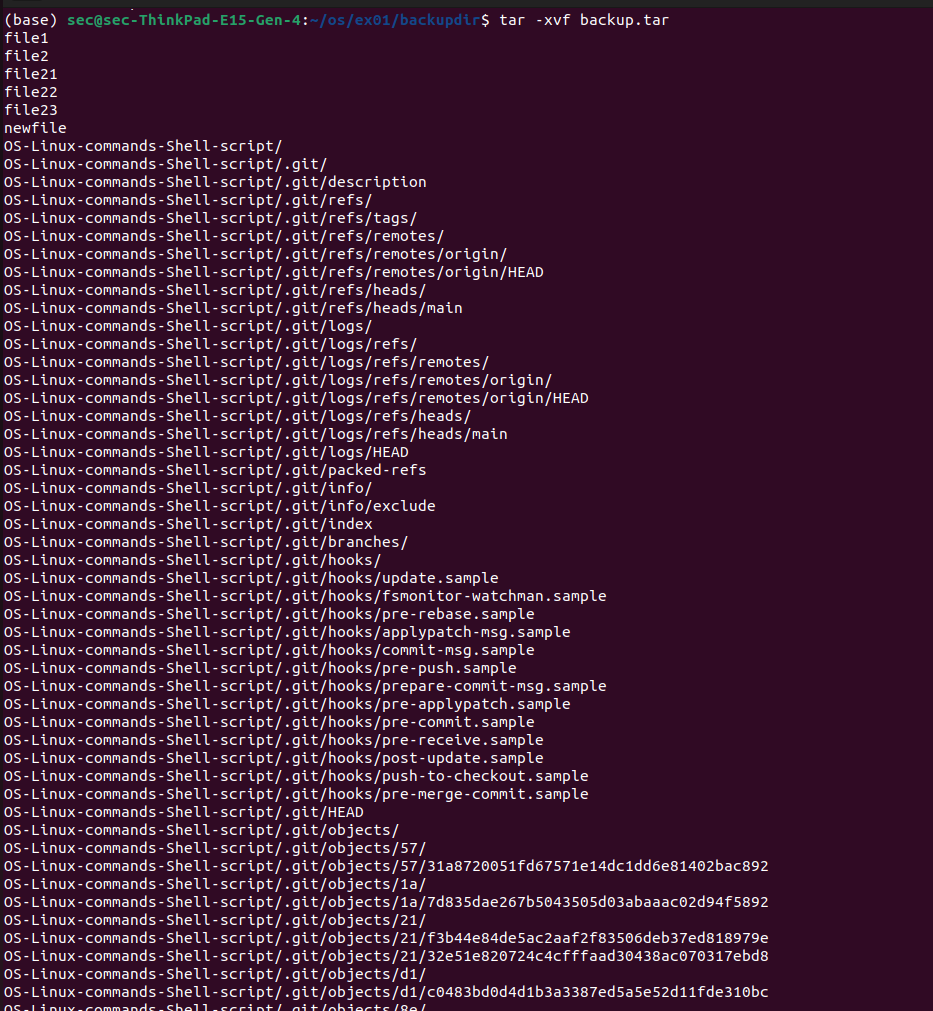 (base) sec@sec-ThinkPad-E15-Gen-4:~/os/ex01/backupdir$ tar -xvf backup.tar
file1
file2
file21
file22
file23
newfile
OS-Linux-commands-Shell-script/
OS-Linux-commands-Shell-script/.git/
OS-Linux-commands-Shell-script/.git/description
OS-Linux-commands-Shell-script/.git/refs/
OS-Linux-commands-Shell-script/.git/refs/tags/
OS-Linux-commands-Shell-script/.git/refs/remotes/
OS-Linux-commands-Shell-script/.git/refs/remotes/origin/
OS-Linux-commands-Shell-script/.git/refs/remotes/origin/HEAD
OS-Linux-commands-Shell-script/.git/refs/heads/
OS-Linux-commands-Shell-script/.git/refs/heads/main
OS-Linux-commands-Shell-script/.git/logs/
OS-Linux-commands-Shell-script/.git/logs/refs/
OS-Linux-commands-Shell-script/.git/logs/refs/remotes/
OS-Linux-commands-Shell-script/.git/logs/refs/remotes/origin/
OS-Linux-commands-Shell-script/.git/logs/refs/remotes/origin/HEAD
OS-Linux-commands-Shell-script/.git/logs/refs/heads/
OS-Linux-commands-Shell-script/.git/logs/refs/heads/main
OS-Linux-commands-Shell-script/.git/logs/HEAD
OS-Linux-commands-Shell-script/.git/packed-refs
OS-Linux-commands-Shell-script/.git/info/
OS-Linux-commands-Shell-script/.git/info/exclude
OS-Linux-commands-Shell-script/.git/index
OS-Linux-commands-Shell-script/.git/branches/
OS-Linux-commands-Shell-script/.git/hooks/
OS-Linux-commands-Shell-script/.git/hooks/update.sample
OS-Linux-commands-Shell-script/.git/hooks/fsmonitor-watchman.sample
OS-Linux-commands-Shell-script/.git/hooks/pre-rebase.sample
OS-Linux-commands-Shell-script/.git/hooks/applypatch-msg.sample
OS-Linux-commands-Shell-script/.git/hooks/commit-msg.sample
OS-Linux-commands-Shell-script/.git/hooks/pre-push.sample
OS-Linux-commands-Shell-script/.git/hooks/prepare-commit-msg.sample
OS-Linux-commands-Shell-script/.git/hooks/pre-applypatch.sample
OS-Linux-commands-Shell-script/.git/hooks/pre-commit.sample
OS-Linux-commands-Shell-script/.git/hooks/pre-receive.sample
OS-Linux-commands-Shell-script/.git/hooks/post-update.sample
OS-Linux-commands-Shell-script/.git/hooks/push-to-checkout.sample
OS-Linux-commands-Shell-script/.git/hooks/pre-merge-commit.sample
OS-Linux-commands-Shell-script/.git/HEAD
OS-Linux-commands-Shell-script/.git/objects/
OS-Linux-commands-Shell-script/.git/objects/57/
OS-Linux-commands-Shell-script/.git/objects/57/31a8720051fd67571e14dc1dd6e81402bac892
OS-Linux-commands-Shell-script/.git/objects/1a/
OS-Linux-commands-Shell-script/.git/objects/1a/7d835dae267b5043505d03abaaac02d94f5892
OS-Linux-commands-Shell-script/.git/objects/21/
OS-Linux-commands-Shell-script/.git/objects/21/f3b44e84de5ac2aaf2f83506deb37ed818979e
OS-Linux-commands-Shell-script/.git/objects/21/32e51e820724c4cfffaad30438ac070317ebd8
OS-Linux-commands-Shell-script/.git/objects/d1/
OS-Linux-commands-Shell-script/.git/objects/d1/c0483bd0d4d1b3a3387ed5a5e52d11fde310bc
OS-Linux-commands-Shell-script/.git/objects/8e/